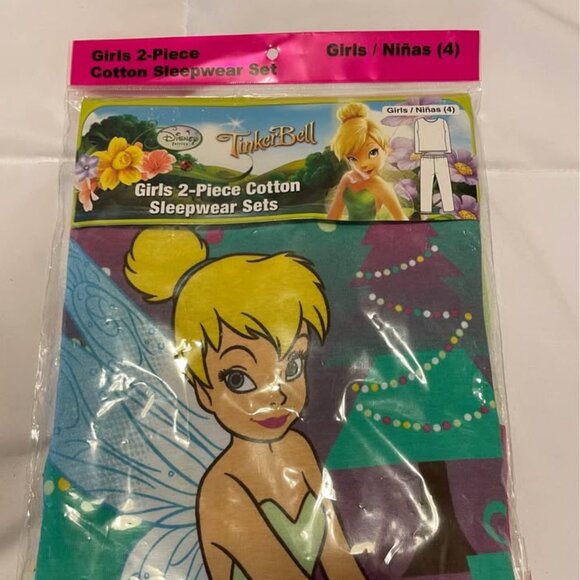 Girls 2-Piece
Cotton Sleepwear Set
Girls / Niñas (4)
Disney
FAIRIES
TinkerBell
Girls / Niñas (4)
Girls 2-Piece Cotton
Sleepwear Sets